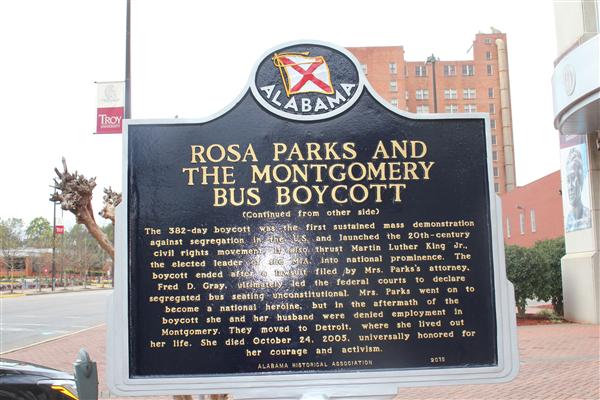 ALABAMA
TROY
UNIVERSITY
ROSA PARKS AND
THE MONTGOMERY
BUS BOYCOTT
(Continued from other side)
The 382-day boycott was the first sustained mass demonstration
against segregation in the U.S. and launched the 20th-century
civil rights movement. It also thrust Martin Luther King Jr.,
the elected leader of the MIA, into national prominence. The
boycott ended after a lawsuit filed by Mrs. Parks's attorney,
Fred D. Gray, ultimately led the federal courts to declare
segregated bus seating unconstitutional. Mrs. Parks went on to
become a national heroine, but in the aftermath of the
boycott she and her husband were denied employment in
Montgomery. They moved to Detroit, where she lived out
her life. She died October 24, 2005, universally honored for
her courage and activism.
ALABAMA HISTORICAL ASSOCIATION